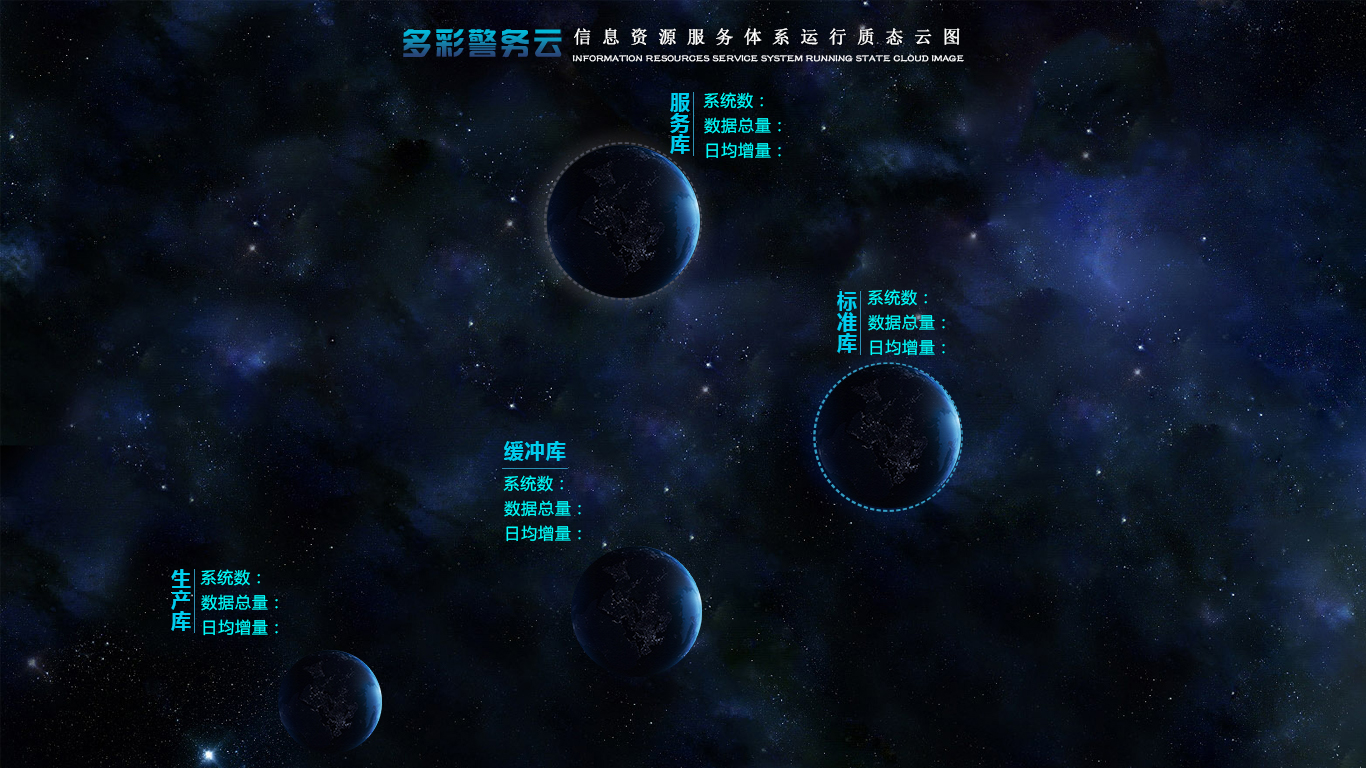 多彩警务云 信息资源服务体系运行质态云图
INFORMATION RESOURCES SERVICE SYSTEM RUNNING STATE CLOUD IMAGE
服务库
系统数：
数据总量：
日均增量：
标准库
系统数：
数据总量：
日均增量：
缓冲库
系统数：
数据总量：
日均增量：
生产库
系统数：
数据总量：
日均增量：